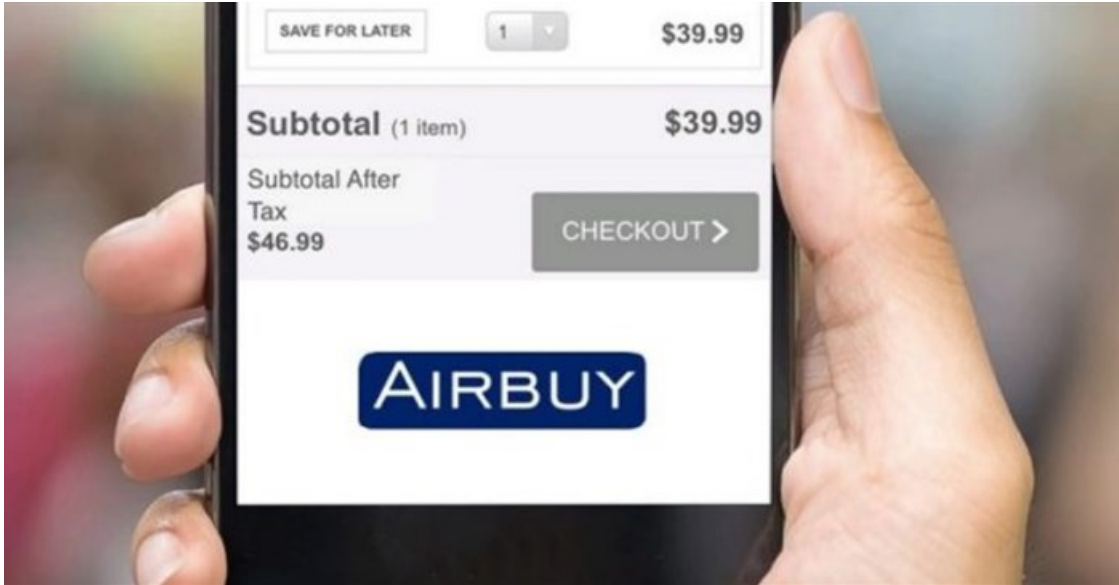 SAVE FOR LATER 1 $39.99
Subtotal (1 item) $39.99
Subtotal After
Tax
$46.99
CHECKOUT >
AIRBUY